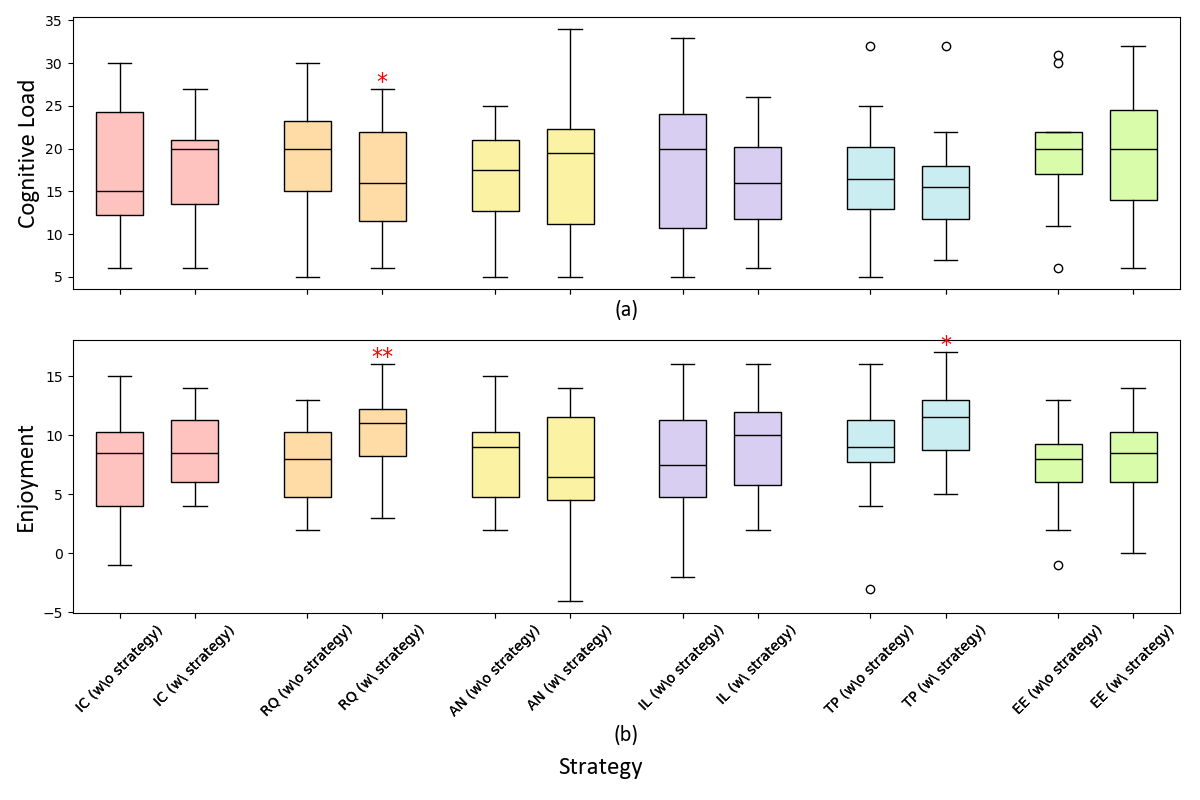 35
30
25
20
15
10
5
Cognitive Load
*
(a)
15
10
5
0
−5
Enjoyment
**
*
IC (w\o strategy)
IC (w\ strategy)
RQ (w\o strategy)
RQ (w\ strategy)
AN (w\o strategy)
AN (w\ strategy)
IL (w\o strategy)
IL (w\ strategy)
TP (w\o strategy)
TP (w\ strategy)
EE (w\o strategy)
EE (w\ strategy)
(b)
Strategy